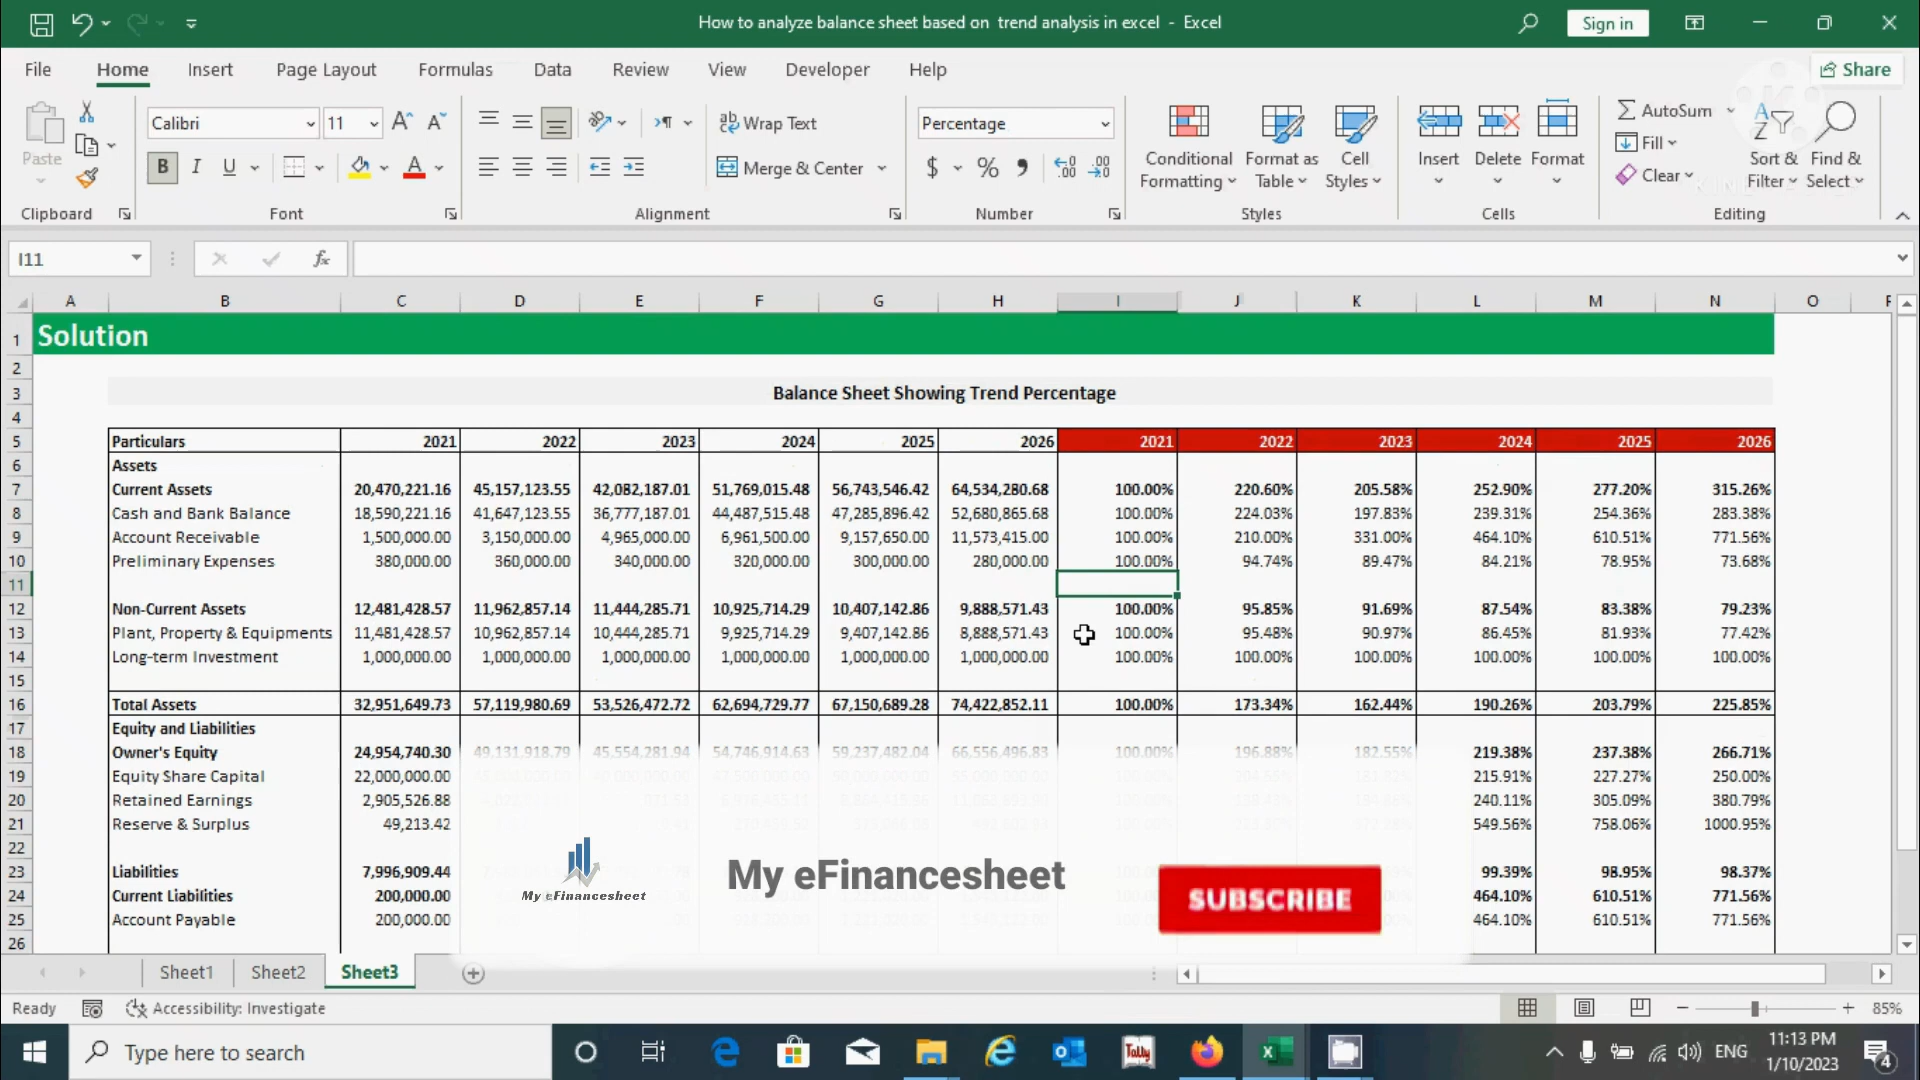 How to analyze balance sheet based on trend analysis in excel - Excel
Sign in
File Home Insert Page Layout Formulas Data Review View Developer Help
Share
Paste
Clipboard
Calibri 11
B I U
Font
Wrap Text
Merge & Center
Alignment
Percentage
$ %
Number
Conditional Formatting
Format as Table
Cell Styles
Styles
Insert Delete Format
Cells
AutoSum
Fill
Clear
Sort & Filter
Find & Select
Editing
I11
fx
A B C D E F G H I J K L M N O
1 Solution
2
3 Balance Sheet Showing Trend Percentage
4
5 Particulars 2021 2022 2023 2024 2025 2026 2021 2022 2023 2024 2025 2026
6 Assets
7 Current Assets 20,470,221.16 45,157,123.55 42,082,187.01 51,769,015.48 56,743,546.42 64,534,280.68 100.00% 220.60% 205.58% 252.90% 277.20% 315.26%
8 Cash and Bank Balance 18,590,221.16 41,647,123.55 36,777,187.01 44,487,515.48 47,285,896.42 52,680,865.68 100.00% 224.03% 197.83% 239.31% 254.36% 283.38%
9 Account Receivable 1,500,000.00 3,150,000.00 4,965,000.00 6,961,500.00 9,157,650.00 11,573,415.00 100.00% 210.00% 331.00% 464.10% 610.51% 771.56%
10 Preliminary Expenses 380,000.00 360,000.00 340,000.00 320,000.00 300,000.00 280,000.00 100.00% 94.74% 89.47% 84.21% 78.95% 73.68%
11
12 Non-Current Assets 12,481,428.57 11,962,857.14 11,444,285.71 10,925,714.29 10,407,142.86 9,888,571.43 100.00% 95.85% 91.69% 87.54% 83.38% 79.23%
13 Plant, Property & Equipments 11,481,428.57 10,962,857.14 10,444,285.71 9,925,714.29 9,407,142.86 8,888,571.43 100.00% 95.48% 90.97% 86.45% 81.93% 77.42%
14 Long-term Investment 1,000,000.00 1,000,000.00 1,000,000.00 1,000,000.00 1,000,000.00 1,000,000.00 100.00% 100.00% 100.00% 100.00% 100.00% 100.00%
15
16 Total Assets 32,951,649.73 57,119,980.69 53,526,472.72 62,694,729.77 67,150,689.28 74,422,852.11 100.00% 173.34% 162.44% 190.26% 203.79% 225.85%
17 Equity and Liabilities
18 Owner's Equity 24,954,740.30 49,131,918.79 45,554,281.94 54,746,914.63 59,237,482.04 66,556,496.83 100.00% 196.88% 182.55% 219.38% 237.38% 266.71%
19 Equity Share Capital 22,000,000.00 215.91% 227.27% 250.00%
20 Retained Earnings 2,905,526.88 240.11% 305.09% 380.79%
21 Reserve & Surplus 49,213.42 549.56% 758.06% 1000.95%
22
23 Liabilities 7,996,909.44 99.39% 98.95% 98.37%
24 Current Liabilities 200,000.00 464.10% 610.51% 771.56%
25 Account Payable 200,000.00 464.10% 610.51% 771.56%
26
My eFinancesheet
My eFinancesheet
SUBSCRIBE
Sheet1 Sheet2 Sheet3
Ready Accessibility: Investigate
85%
Type here to search
Tally
ENG
11:13 PM
1/10/2023
4